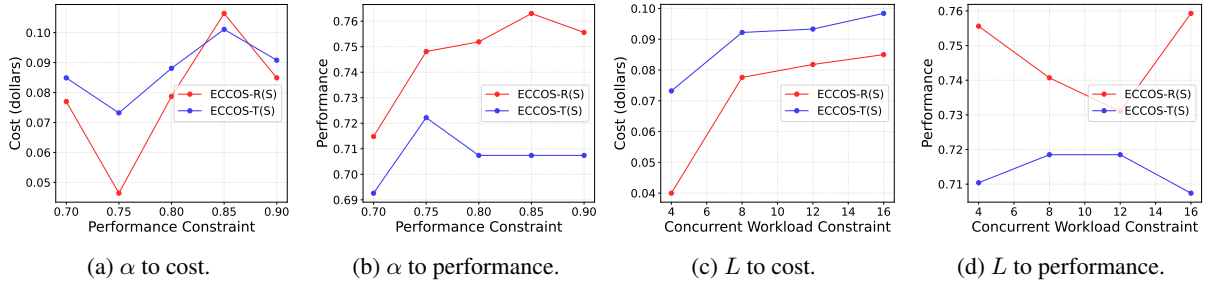 0.10
0.09
0.08
0.07
0.06
0.05
Cost (dollars)
ECCOS-R(S)
ECCOS-T(S)
0.70 0.75 0.80 0.85 0.90
Performance Constraint
(a) α to cost.
0.76
0.75
0.74
0.73
0.72
0.71
0.70
0.69
Performance
ECCOS-R(S)
ECCOS-T(S)
0.70 0.75 0.80 0.85 0.90
Performance Constraint
(b) α to performance.
0.10
0.09
0.08
0.07
0.06
0.05
0.04
Cost (dollars)
ECCOS-R(S)
ECCOS-T(S)
4 6 8 10 12 14 16
Concurrent Workload Constraint
(c) L to cost.
0.76
0.75
0.74
0.73
0.72
0.71
Performance
ECCOS-R(S)
ECCOS-T(S)
4 6 8 10 12 14 16
Concurrent Workload Constraint
(d) L to performance.